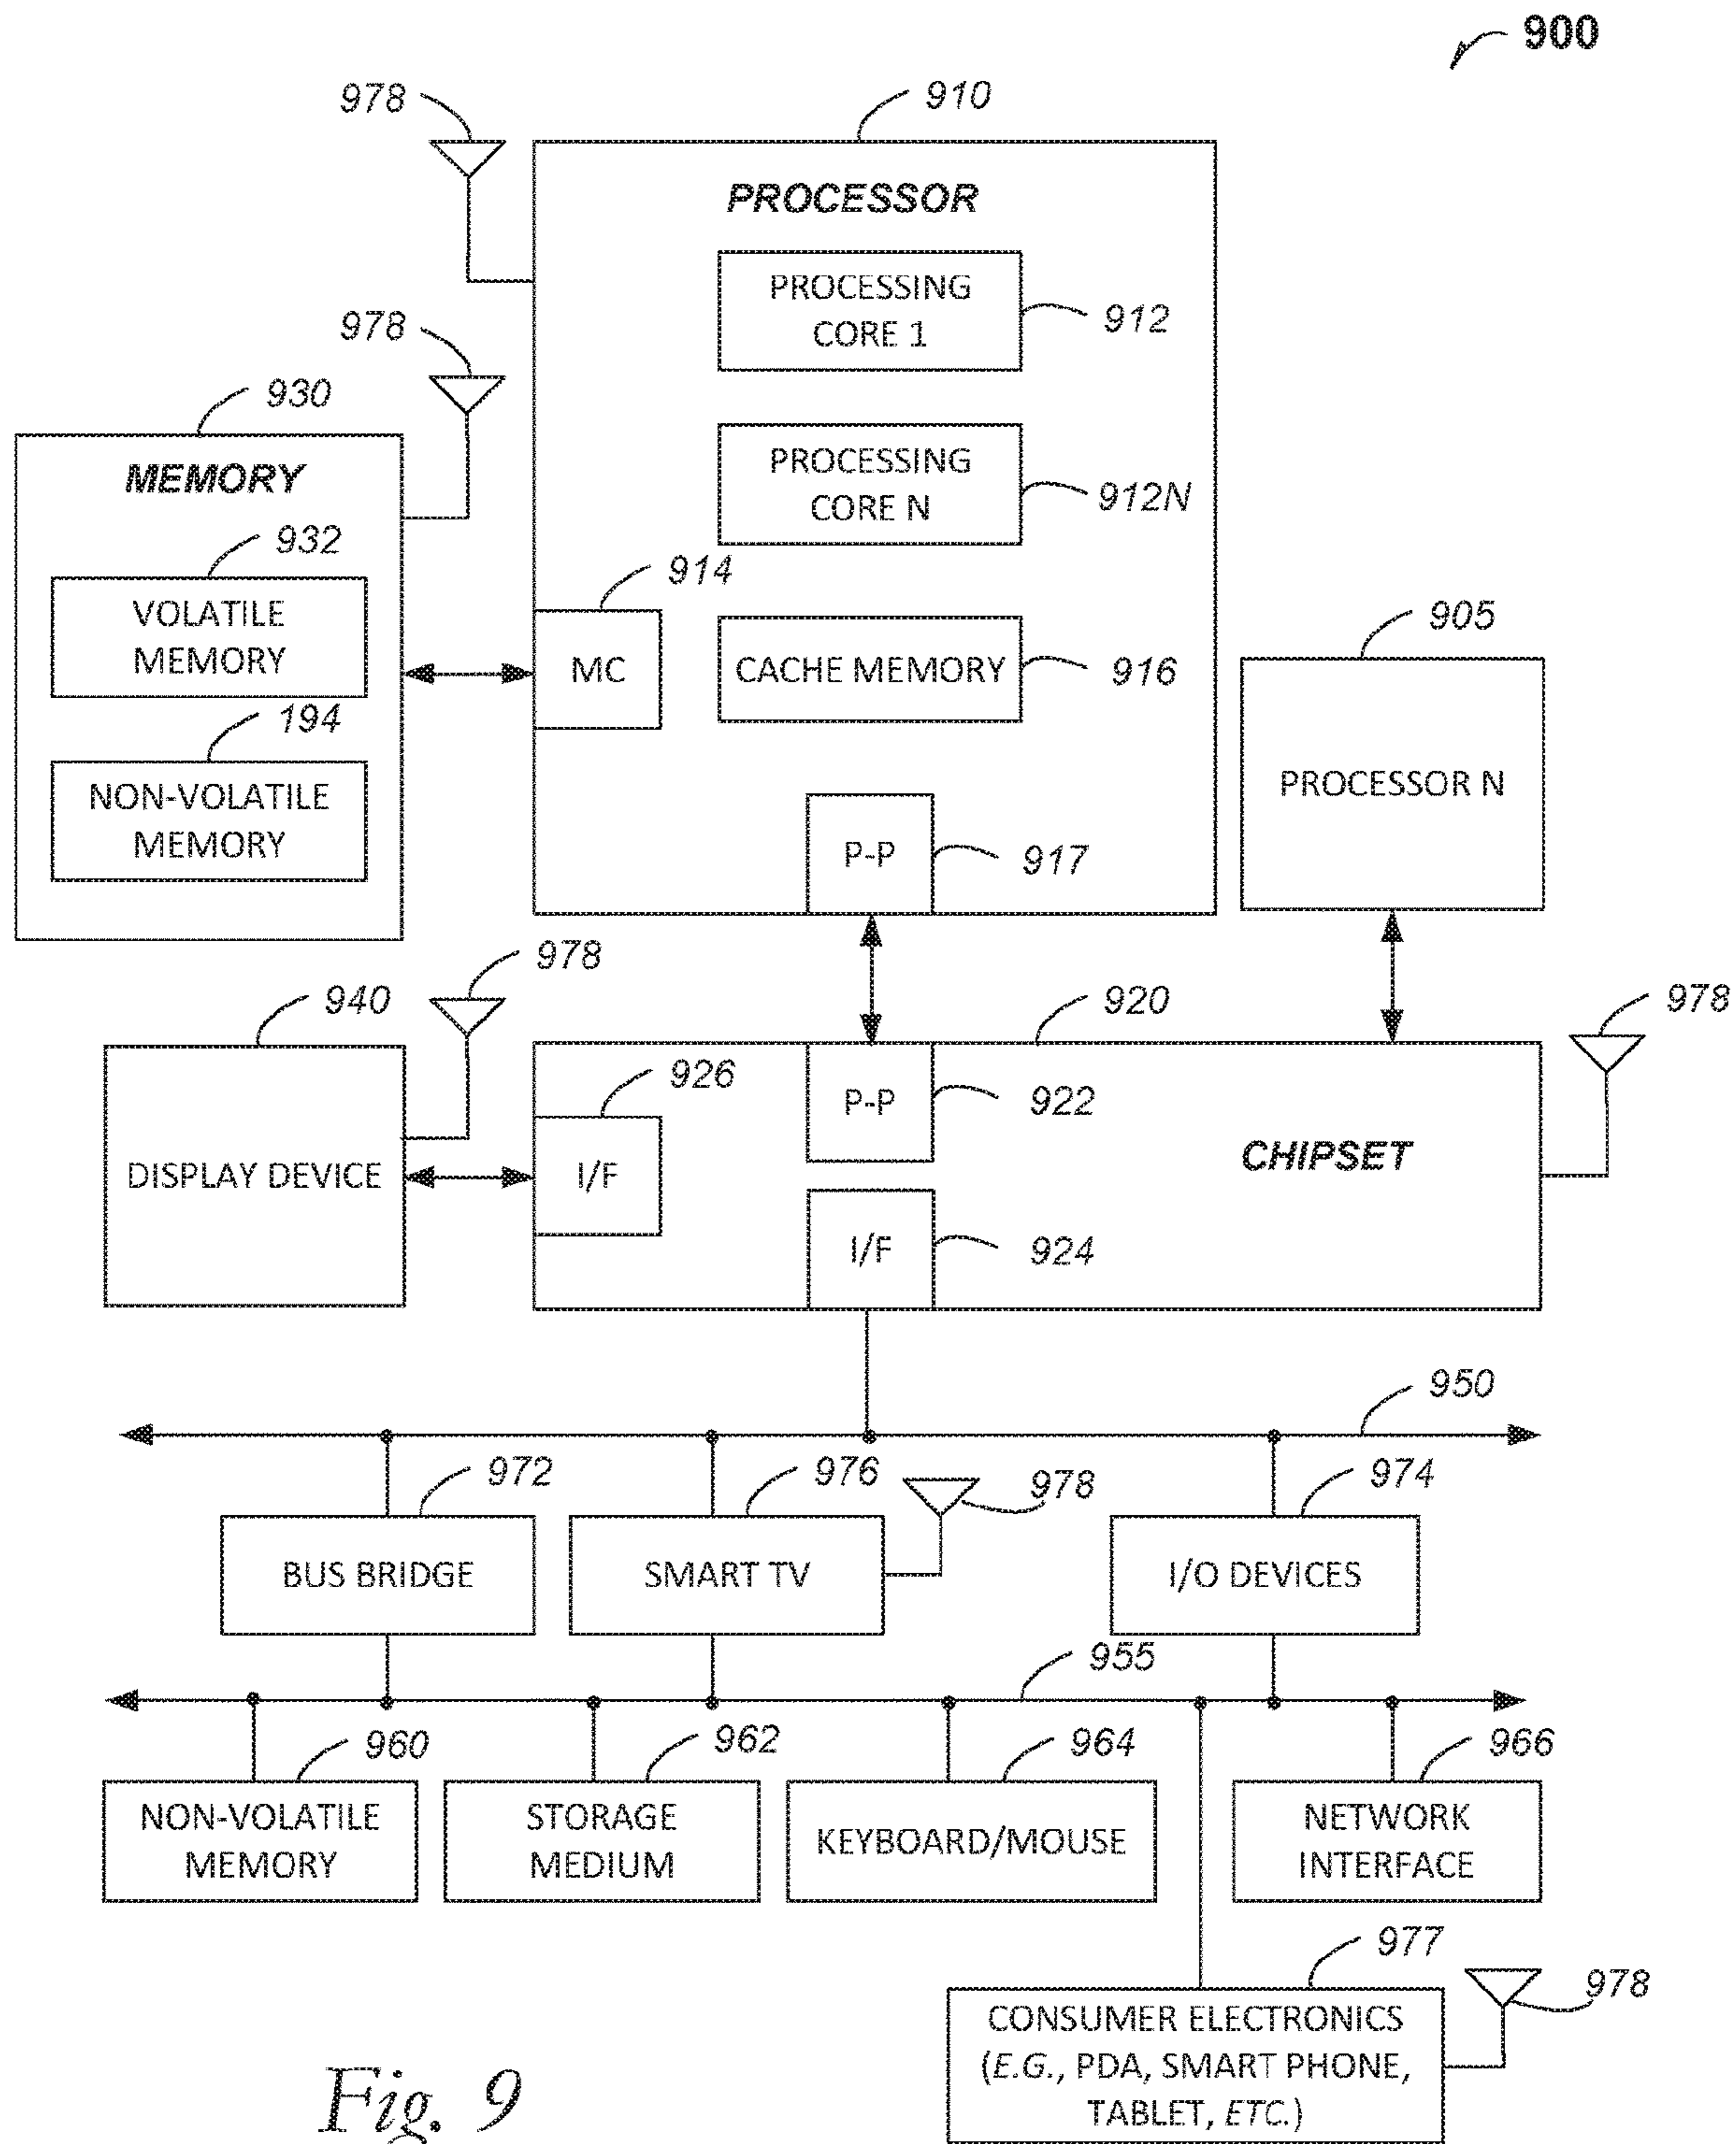 900
978
910
PROCESSOR
PROCESSING
CORE 1
912
978
930
MEMORY
PROCESSING
CORE N
912N
932
VOLATILE
MEMORY
914
MC
CACHE MEMORY
916
905
PROCESSOR N
194
NON-VOLATILE
MEMORY
P-P
917
978
940
DISPLAY DEVICE
920
978
926
I/F
P-P
922
CHIPSET
I/F
924
950
972
976
978
974
BUS BRIDGE
SMART TV
I/O DEVICES
955
960
962
964
966
NON-VOLATILE
MEMORY
STORAGE
MEDIUM
KEYBOARD/MOUSE
NETWORK
INTERFACE
977
978
CONSUMER ELECTRONICS
(E.G., PDA, SMART PHONE,
TABLET, ETC.)
Fig. 9